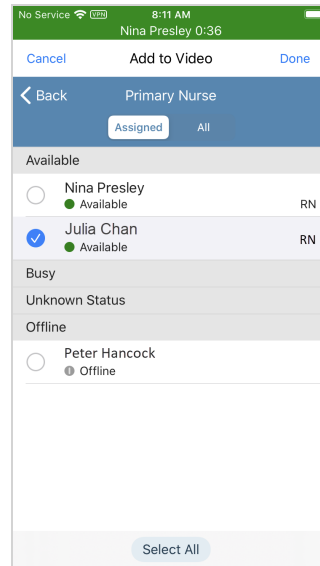 No Service VPN 8:11 AM
Nina Presley 0:36
Cancel Add to Video Done
Back Primary Nurse
Assigned All
Available
Nina Presley
Available RN
Julia Chan
Available RN
Busy
Unknown Status
Offline
Peter Hancock
Offline
Select All